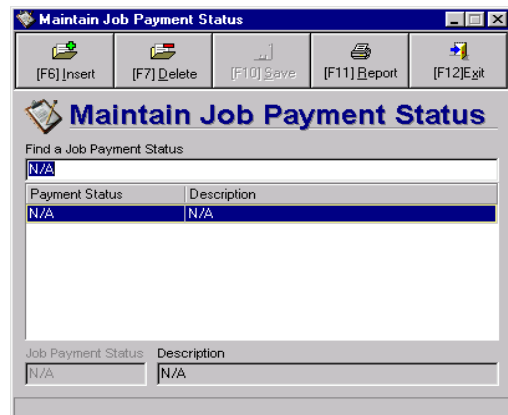 Maintain Job Payment Status
[F6] Insert [F7] Delete [F10] Save [F11] Report [F12]Exit
Maintain Job Payment Status
Find a Job Payment Status
N/A
Payment Status Description
N/A N/A
Job Payment Status Description
N/A N/A